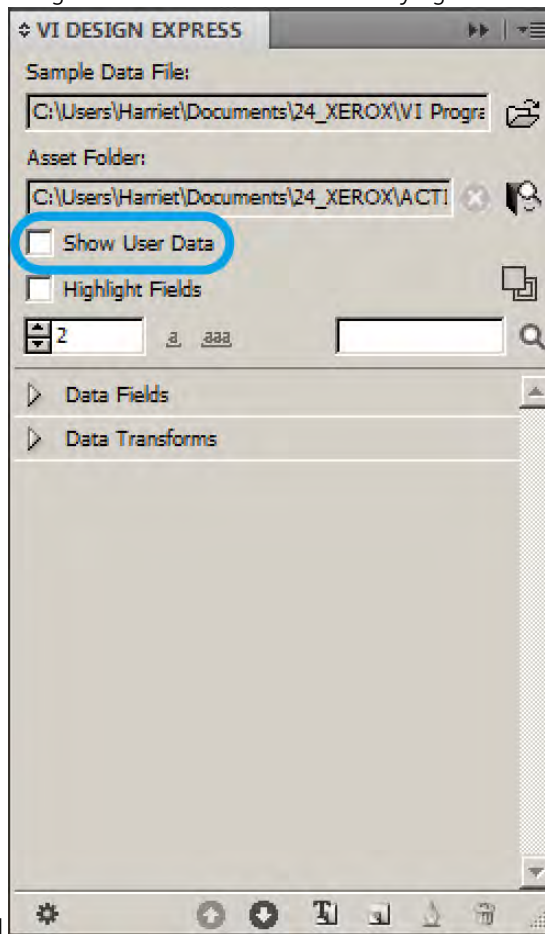 VI DESIGN EXPRESS
Sample Data File:
C:\Users\Harriet\Documents\24_XEROX\VI Progra
Asset Folder:
C:\Users\Harriet\Documents\24_XEROX\ACTI
Show User Data
Highlight Fields
2 a aaa
Data Fields
Data Transforms